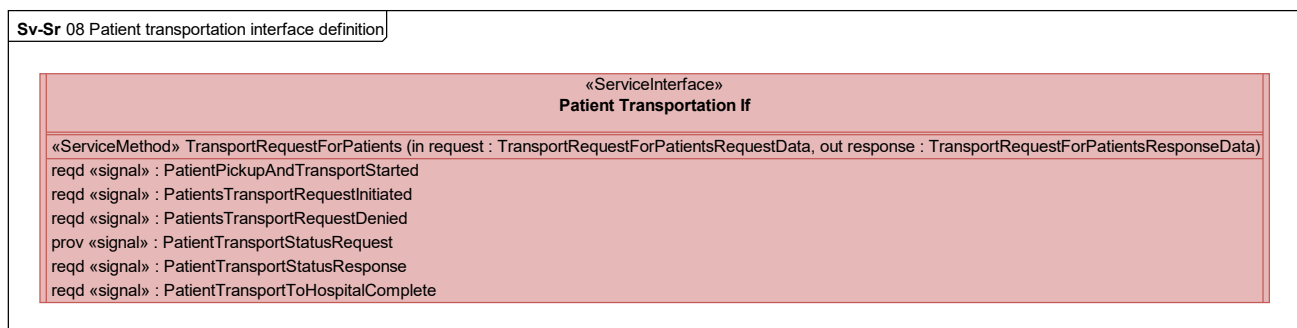 Sv-Sr 08 Patient transportation interface definition
«ServiceInterface»
Patient Transportation If
«ServiceMethod» TransportRequestForPatients (in request : TransportRequestForPatientsRequestData, out response : TransportRequestForPatientsResponseData)
reqd «signal» : PatientPickupAndTransportStarted
reqd «signal» : PatientsTransportRequestInitiated
reqd «signal» : PatientsTransportRequestDenied
prov «signal» : PatientTransportStatusRequest
reqd «signal» : PatientTransportStatusResponse
reqd «signal» : PatientTransportToHospitalComplete